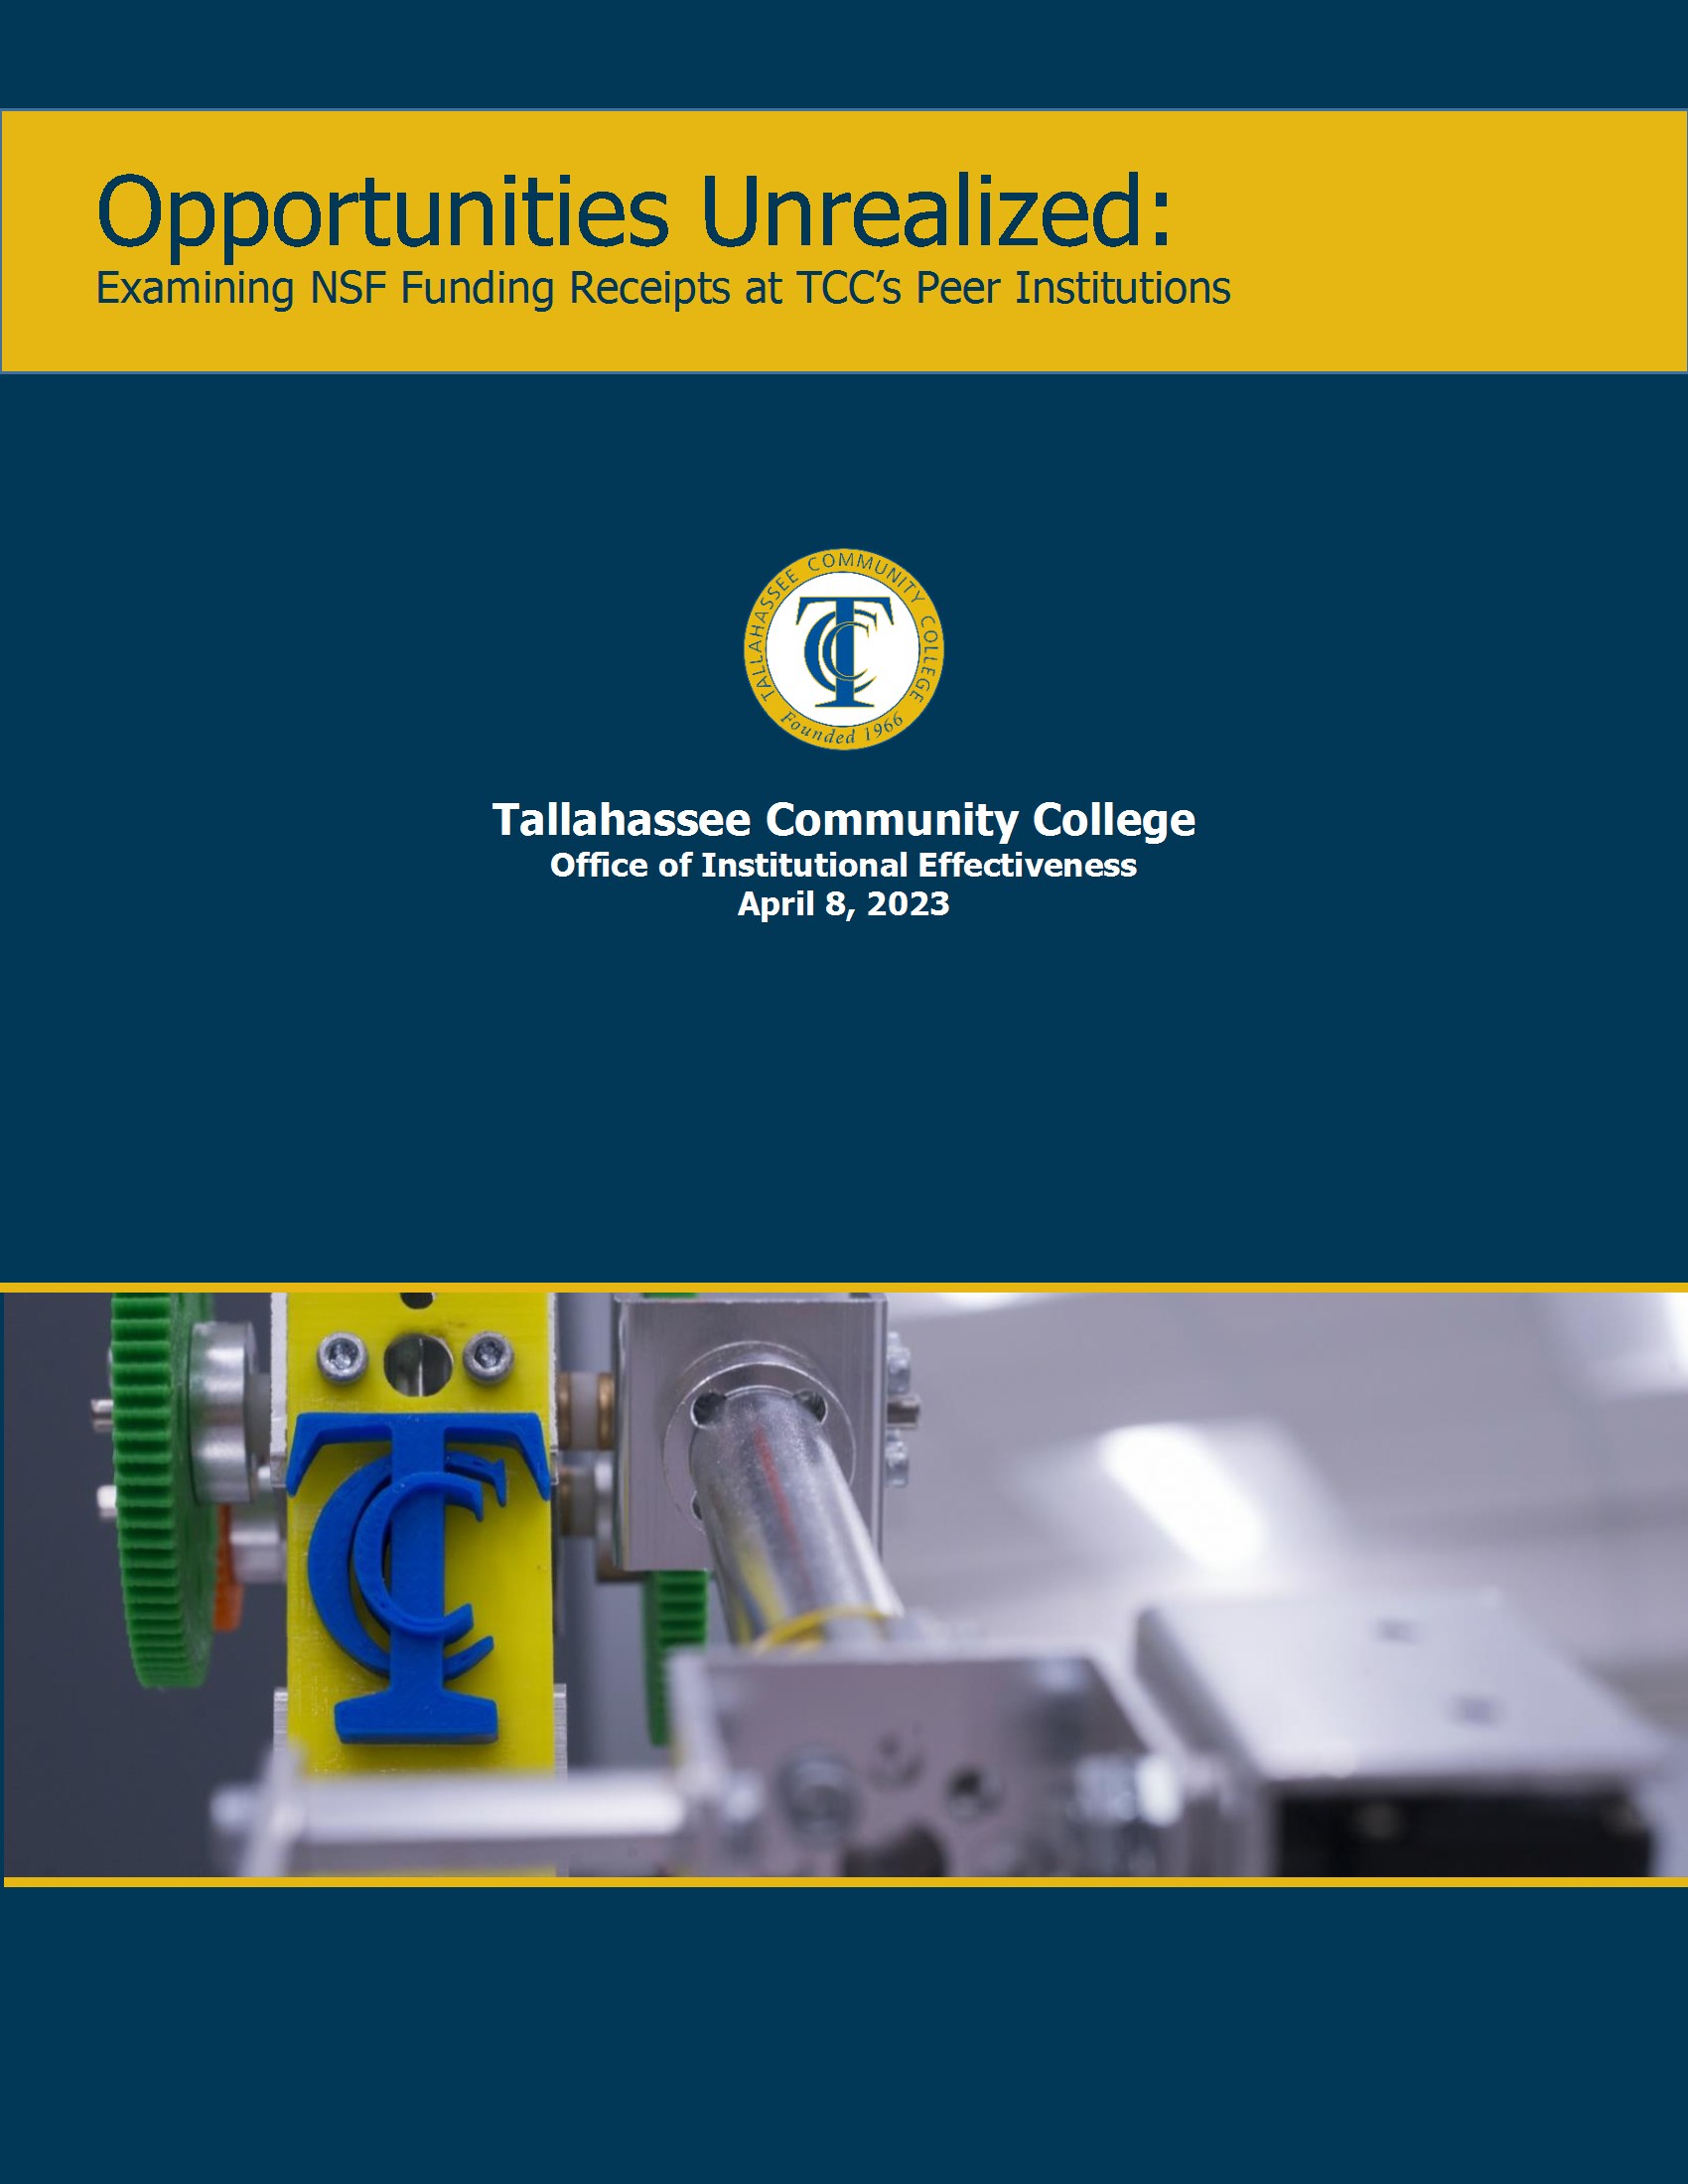 Opportunities Unrealized:
Examining NSF Funding Receipts at TCC’s Peer Institutions
TALLAHASSEE COMMUNITY COLLEGE
Founded 1966
TCC
Tallahassee Community College
Office of Institutional Effectiveness
April 8, 2023
TCC